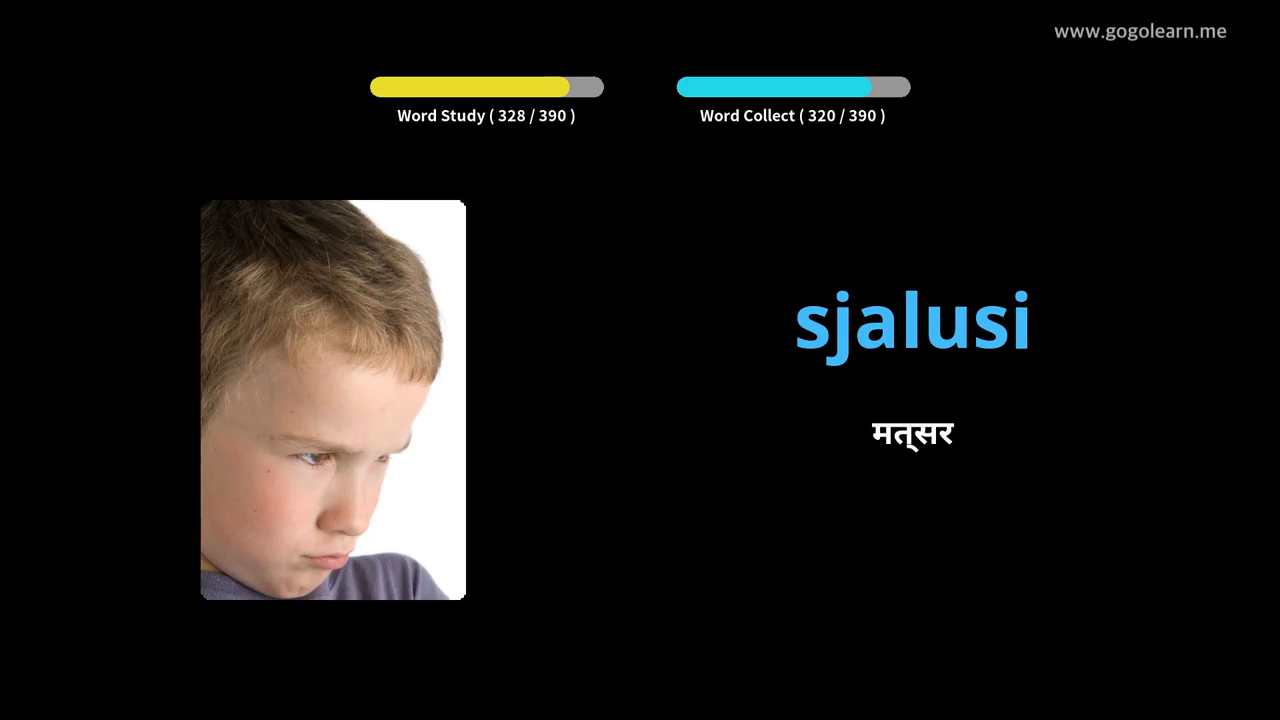 www.gogolearn.me
Word Study ( 328 / 390 )
Word Collect ( 320 / 390 )
sjalusi
मत्सर